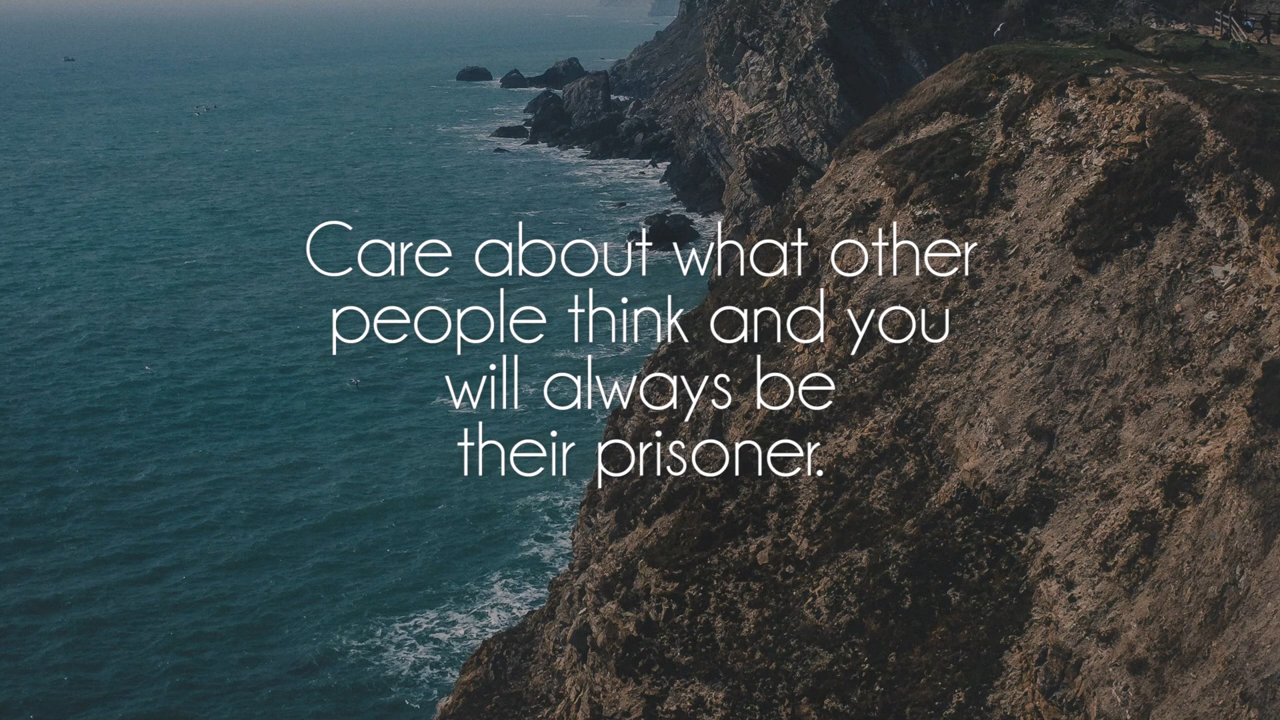 Care about what other
people think and you
will always be
their prisoner.